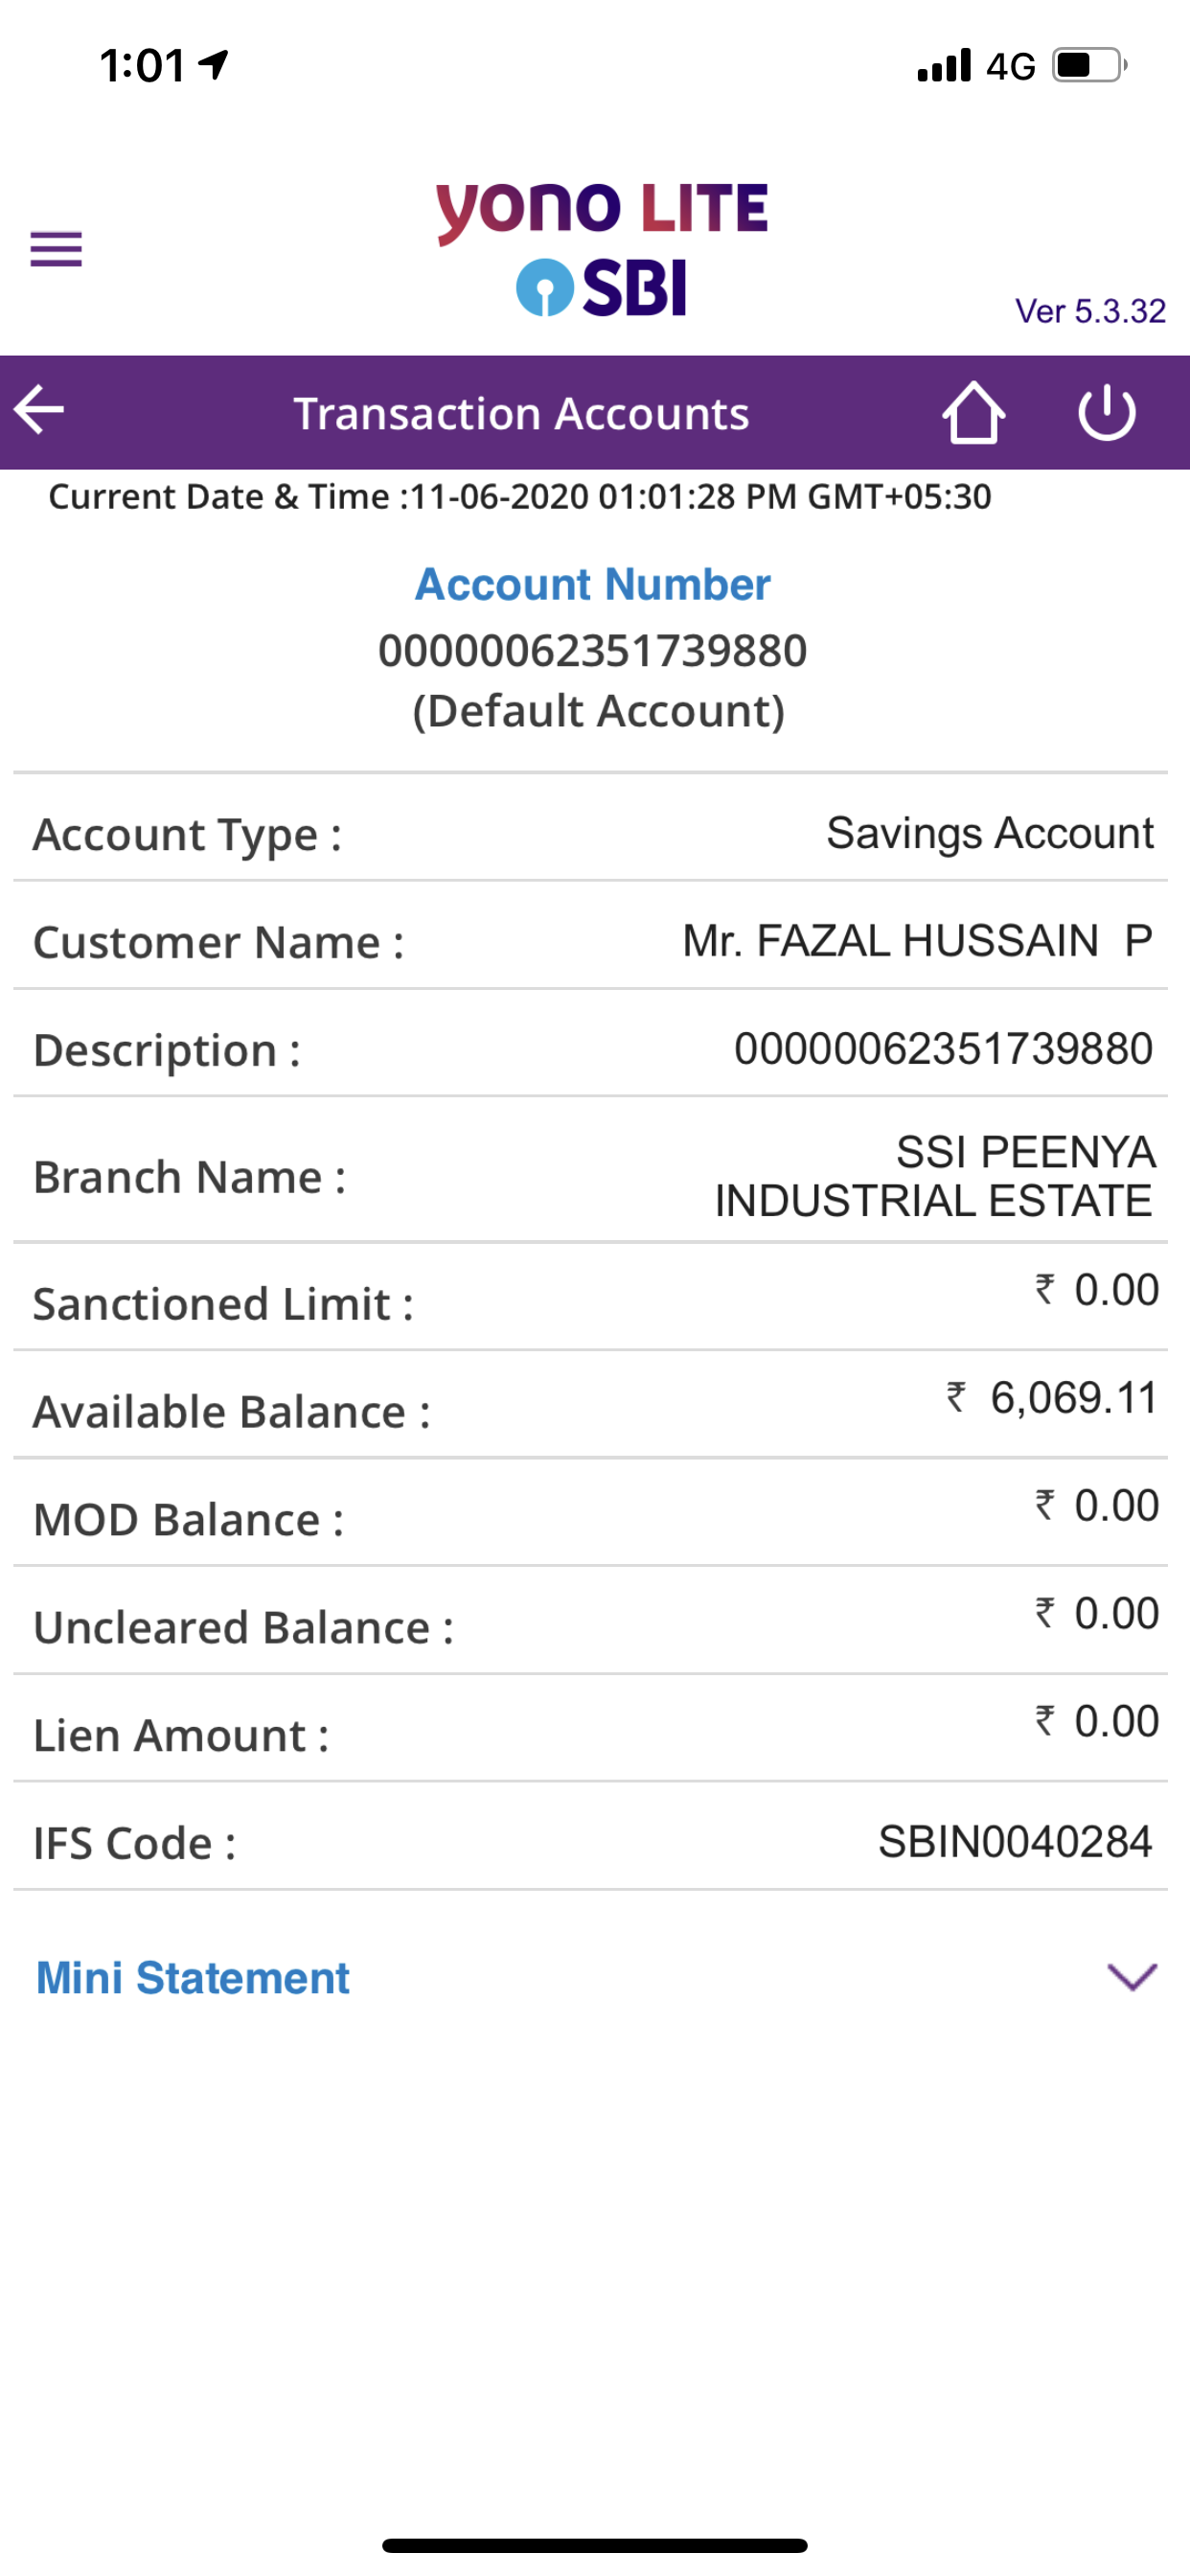 1:01 4G
yono LITE
SBI
Ver 5.3.32
Transaction Accounts
Current Date & Time :11-06-2020 01:01:28 PM GMT+05:30
Account Number
00000062351739880
(Default Account)
Account Type : Savings Account
Customer Name : Mr. FAZAL HUSSAIN  P
Description : 00000062351739880
Branch Name : SSI PEENYA
INDUSTRIAL ESTATE
Sanctioned Limit : ₹ 0.00
Available Balance : ₹ 6,069.11
MOD Balance : ₹ 0.00
Uncleared Balance : ₹ 0.00
Lien Amount : ₹ 0.00
IFS Code : SBIN0040284
Mini Statement